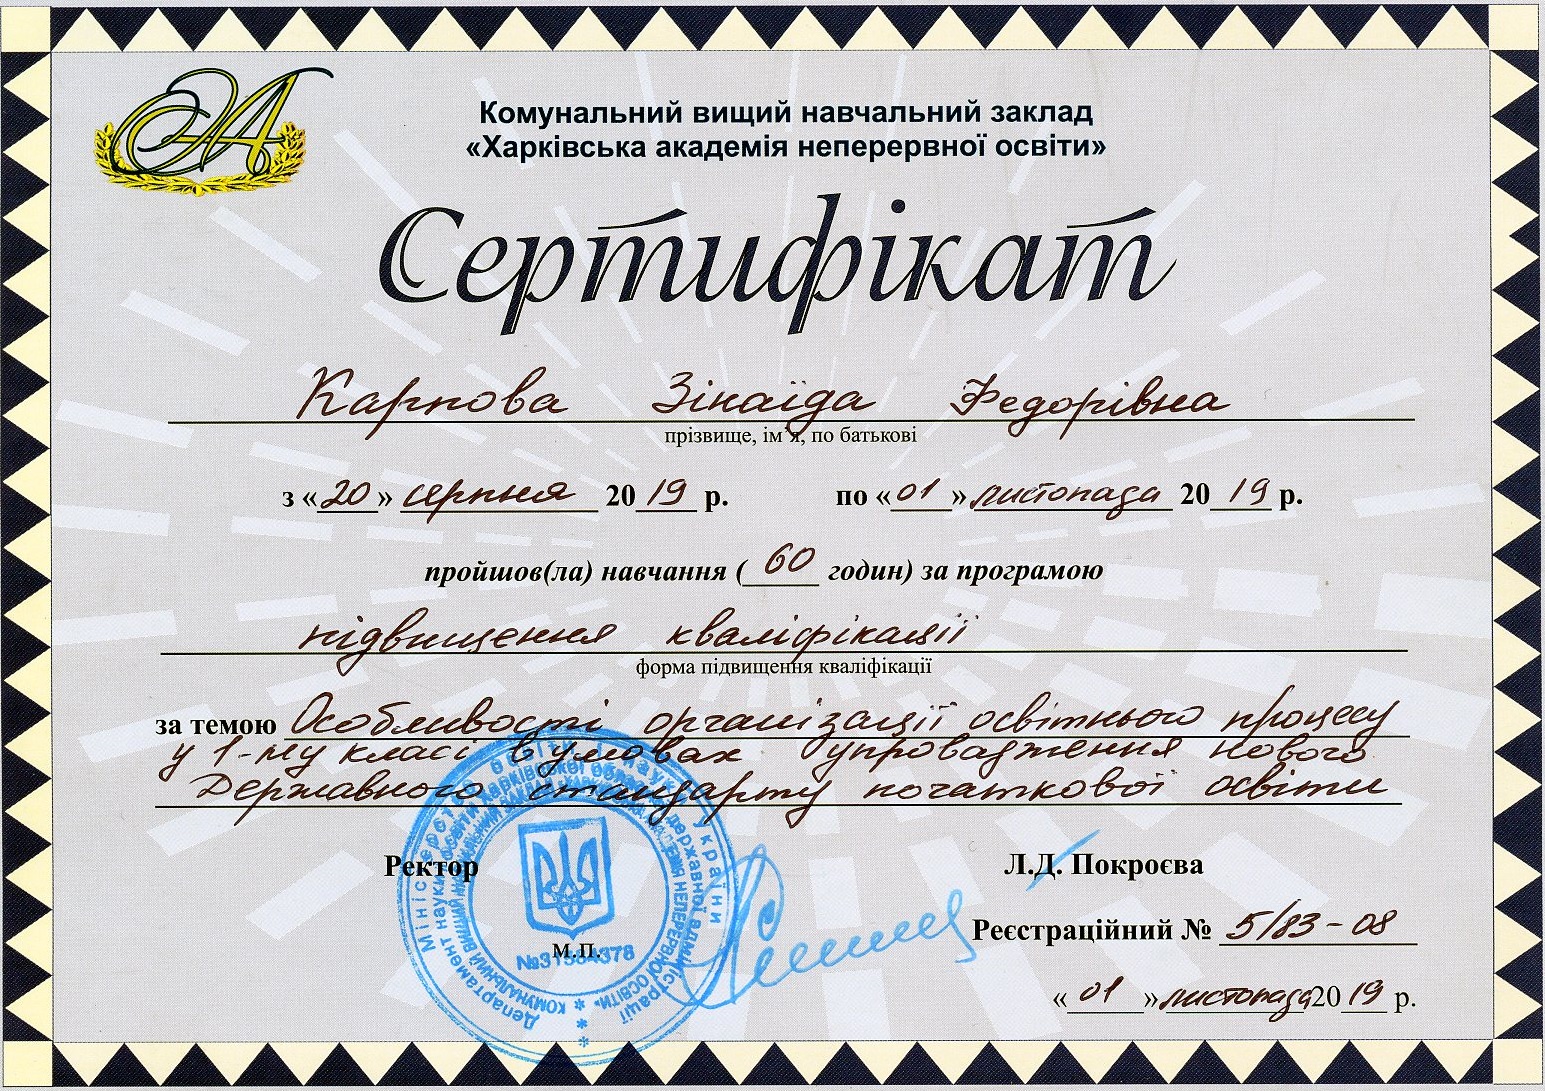 Комунальний вищий навчальний заклад
«Харківська академія неперервної освіти»
Сертифікат
Карпова Зінаїда Федорівна
прізвище, ім'я, по батькові
з «20» серпня 2019 р. по «01» листопада 2019 р.
пройшов(ла) навчання (60 годин) за програмою
підвищення кваліфікації
форма підвищення кваліфікації
за темою Особливості організації освітнього процесу
у 1-му класі в умовах упровадження нового
Державного стандарту початкової освіти
Ректор Л.Д. Покроєва
Реєстраційний № 5/83-08
М.П.
«01» листопада 2019 р.
Міністерство освіти і науки України
Департамент науки і освіти Харківської обласної державної адміністрації
КОМУНАЛЬНИЙ ВИЩИЙ НАВЧАЛЬНИЙ ЗАКЛАД
НЕПЕРЕРВНОЇ ОСВІТИ